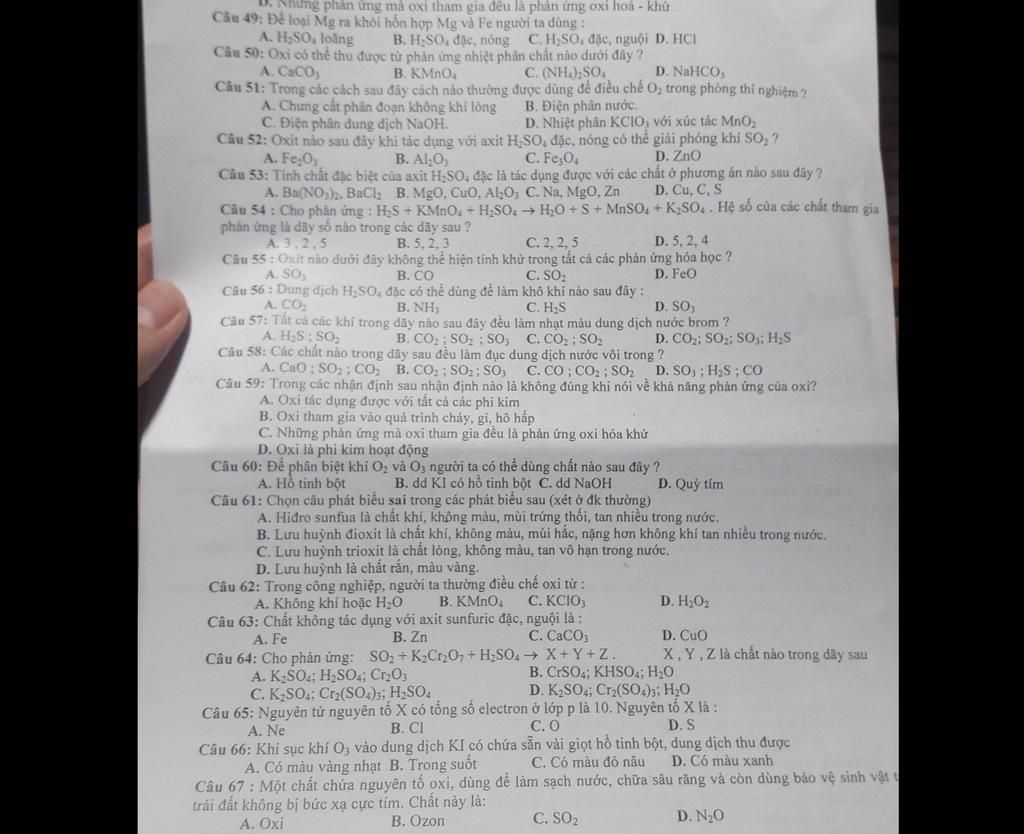 D. Những phản ứng mà oxi tham gia đều là phản ứng oxi hoá - khử
Câu 49: Để loại Mg ra khỏi hỗn hợp Mg và Fe người ta dùng :
A. H₂SO₄ loãng B. H₂SO₄ đặc, nóng C. H₂SO₄ đặc, nguội D. HCl
Câu 50: Oxi có thể thu được từ phản ứng nhiệt phân chất nào dưới đây ?
A. CaCO₃ B. KMnO₄ C. (NH₄)₂SO₄ D. NaHCO₃
Câu 51: Trong các cách sau đây cách nào thường được dùng để điều chế O₂ trong phòng thí nghiệm ?
A. Chưng cất phân đoạn không khí lỏng B. Điện phân nước.
C. Điện phân dung dịch NaOH. D. Nhiệt phân KClO₃ với xúc tác MnO₂
Câu 52: Oxit nào sau đây khi tác dụng với axit H₂SO₄ đặc, nóng có thể giải phóng khí SO₂ ?
A. Fe₂O₃ B. Al₂O₃ C. Fe₃O₄ D. ZnO
Câu 53: Tính chất đặc biệt của axit H₂SO₄ đặc là tác dụng được với các chất ở phương án nào sau đây ?
A. Ba(NO₃)₂, BaCl₂ B. MgO, CuO, Al₂O₃ C. Na, MgO, Zn D. Cu, C, S
Câu 54 : Cho phản ứng : H₂S + KMnO₄ + H₂SO₄ → H₂O + S + MnSO₄ + K₂SO₄ . Hệ số của các chất tham gia
phản ứng là dãy số nào trong các dãy sau ?
A. 3 , 2 , 5 B. 5, 2, 3 C. 2, 2, 5 D. 5, 2, 4
Câu 55 : Oxit nào dưới đây không thể hiện tính khử trong tất cả các phản ứng hóa học ?
A. SO₃ B. CO C. SO₂ D. FeO
Câu 56 : Dung dịch H₂SO₄ đặc có thể dùng để làm khô khí nào sau đây :
A. CO₂ B. NH₃ C. H₂S D. SO₃
Câu 57: Tất cả các khí trong dãy nào sau đây đều làm nhạt màu dung dịch nước brom ?
A. H₂S ; SO₂ B. CO₂ ; SO₂ ; SO₃ C. CO₂ ; SO₂ D. CO₂; SO₂; SO₃; H₂S
Câu 58: Các chất nào trong dãy sau đều làm đục dung dịch nước vôi trong ?
A. CaO ; SO₂ ; CO₂ B. CO₂ ; SO₂; SO₃ C. CO ; CO₂ ; SO₂ D. SO₃ ; H₂S ; CO
Câu 59: Trong các nhận định sau nhận định nào là không đúng khi nói về khả năng phản ứng của oxi?
A. Oxi tác dụng được với tất cả các phi kim
B. Oxi tham gia vào quá trình cháy, gỉ, hô hấp
C. Những phản ứng mà oxi tham gia đều là phản ứng oxi hóa khử
D. Oxi là phi kim hoạt động
Câu 60: Để phân biệt khí O₂ và O₃ người ta có thể dùng chất nào sau đây ?
A. Hồ tinh bột B. dd KI có hồ tinh bột C. dd NaOH D. Quỳ tím
Câu 61: Chọn câu phát biểu sai trong các phát biểu sau (xét ở đk thường)
A. Hiđro sunfua là chất khí, không màu, mùi trứng thối, tan nhiều trong nước.
B. Lưu huỳnh đioxit là chất khí, không màu, mùi hắc, nặng hơn không khí tan nhiều trong nước.
C. Lưu huỳnh trioxit là chất lỏng, không màu, tan vô hạn trong nước.
D. Lưu huỳnh là chất rắn, màu vàng.
Câu 62: Trong công nghiệp, người ta thường điều chế oxi từ :
A. Không khí hoặc H₂O B. KMnO₄ C. KClO₃ D. H₂O₂
Câu 63: Chất không tác dụng với axit sunfuric đặc, nguội là :
A. Fe B. Zn C. CaCO₃ D. CuO
Câu 64: Cho phản ứng: SO₂ + K₂Cr₂O₇ + H₂SO₄ → X + Y + Z . X , Y , Z là chất nào trong dãy sau
A. K₂SO₄; H₂SO₄; Cr₂O₃ B. CrSO₄; KHSO₄; H₂O
C. K₂SO₄; Cr₂(SO₄)₃; H₂SO₄ D. K₂SO₄; Cr₂(SO₄)₃; H₂O
Câu 65: Nguyên tử nguyên tố X có tổng số electron ở lớp p là 10. Nguyên tố X là :
A. Ne B. Cl C. O D. S
Câu 66: Khi sục khí O₃ vào dung dịch KI có chứa sẵn vài giọt hồ tinh bột, dung dịch thu được
A. Có màu vàng nhạt B. Trong suốt C. Có màu đỏ nâu D. Có màu xanh
Câu 67 : Một chất chứa nguyên tố oxi, dùng để làm sạch nước, chữa sâu răng và còn dùng bảo vệ sinh vật t
trái đất không bị bức xạ cực tím. Chất này là:
A. Oxi B. Ozon C. SO₂ D. N₂O